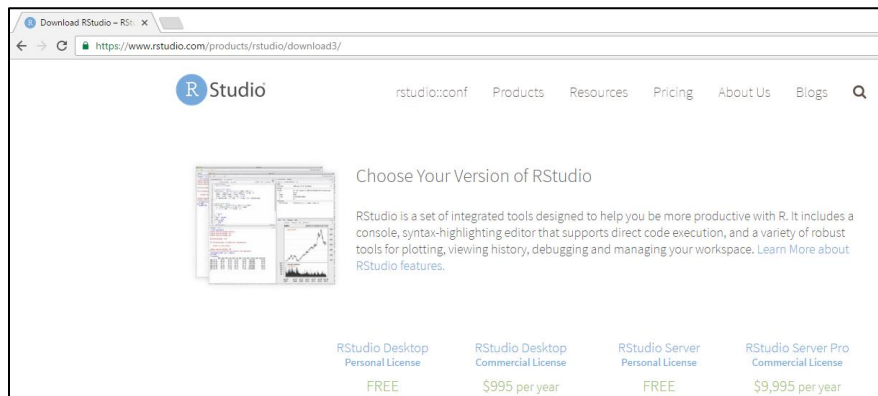 Download RStudio – RSt
https://www.rstudio.com/products/rstudio/download3/
R Studio
rstudio::conf Products Resources Pricing About Us Blogs
Choose Your Version of RStudio
RStudio is a set of integrated tools designed to help you be more productive with R. It includes a
console, syntax-highlighting editor that supports direct code execution, and a variety of robust
tools for plotting, viewing history, debugging and managing your workspace. Learn More about
RStudio features.
RStudio Desktop RStudio Desktop RStudio Server RStudio Server Pro
Personal License Commercial License Personal License Commercial License
FREE $995 per year FREE $9,995 per year